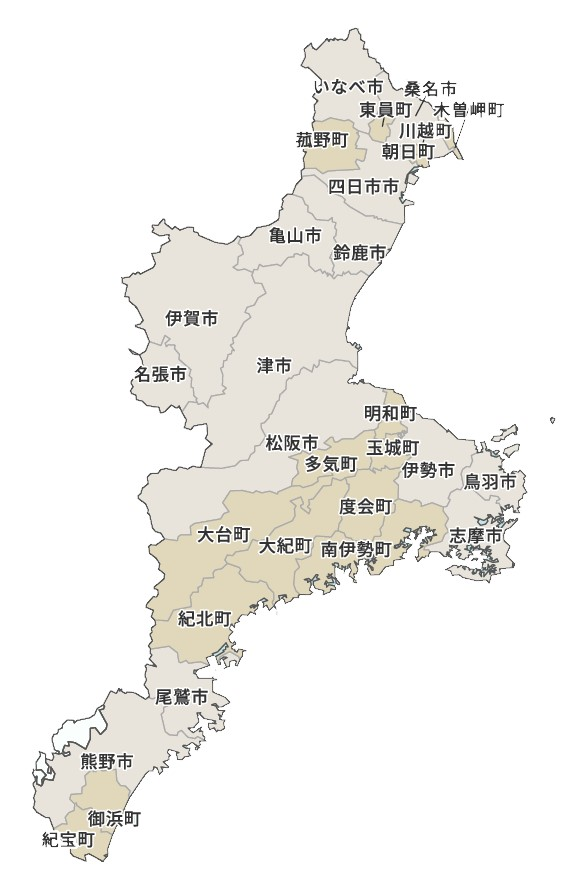 いなべ市
桑名市
東員町
木曽岬町
川越町
菰野町
朝日町
四日市市
亀山市
鈴鹿市
伊賀市
津市
名張市
明和町
松阪市
玉城町
多気町
伊勢市
鳥羽市
度会町
大台町
志摩市
大紀町
南伊勢町
紀北町
尾鷲市
熊野市
御浜町
紀宝町